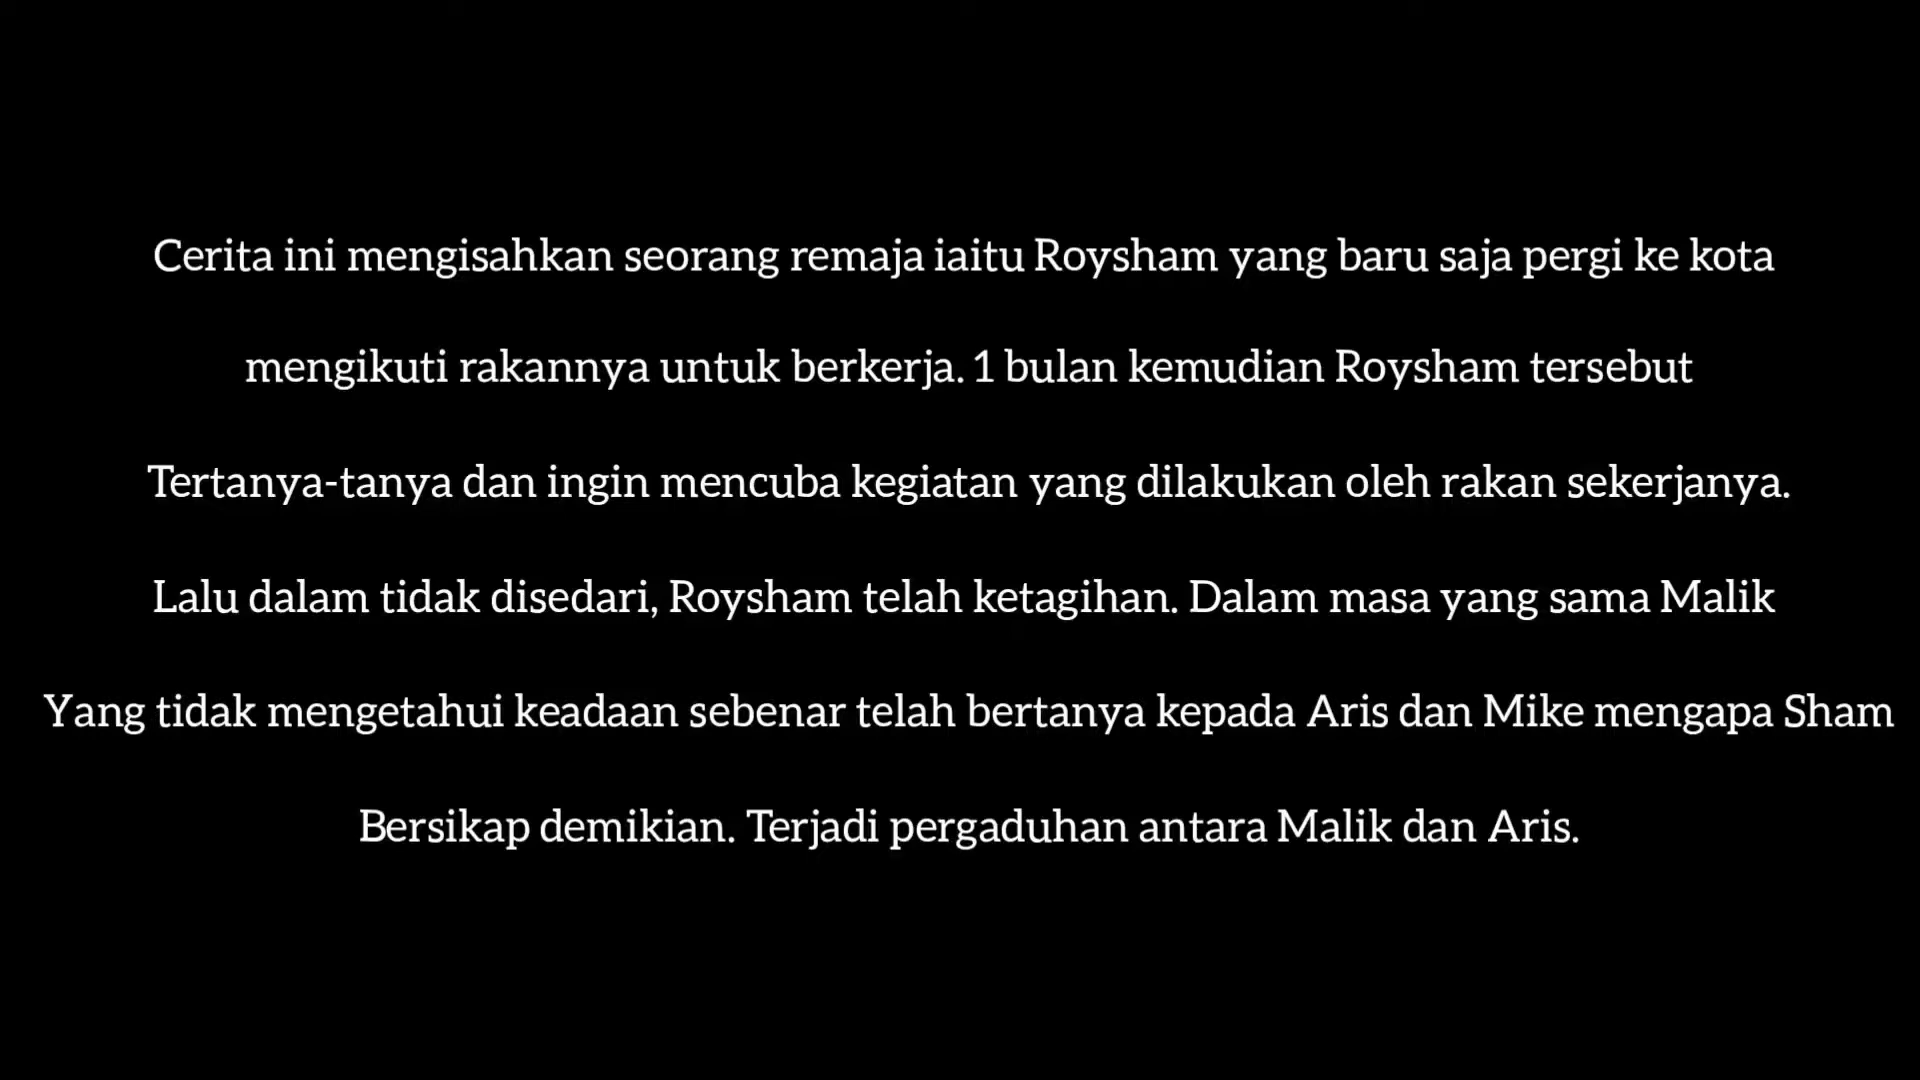 Cerita ini mengisahkan seorang remaja iaitu Roysham yang baru saja pergi ke kota
mengikuti rakannya untuk berkerja. 1 bulan kemudian Roysham tersebut
Tertanya-tanya dan ingin mencuba kegiatan yang dilakukan oleh rakan sekerjanya.
Lalu dalam tidak disedari, Roysham telah ketagihan. Dalam masa yang sama Malik
Yang tidak mengetahui keadaan sebenar telah bertanya kepada Aris dan Mike mengapa Sham
Bersikap demikian. Terjadi pergaduhan antara Malik dan Aris.